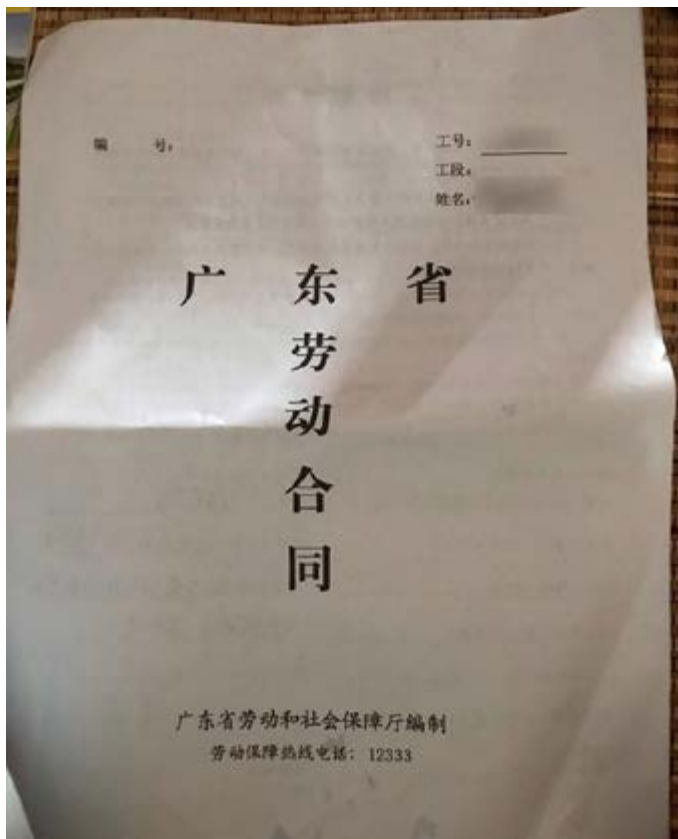 编 号：
工号：
工段：
姓名：
广 东 省
劳
动
合
同
广东省劳动和社会保障厅编制
劳动保障热线电话：12333